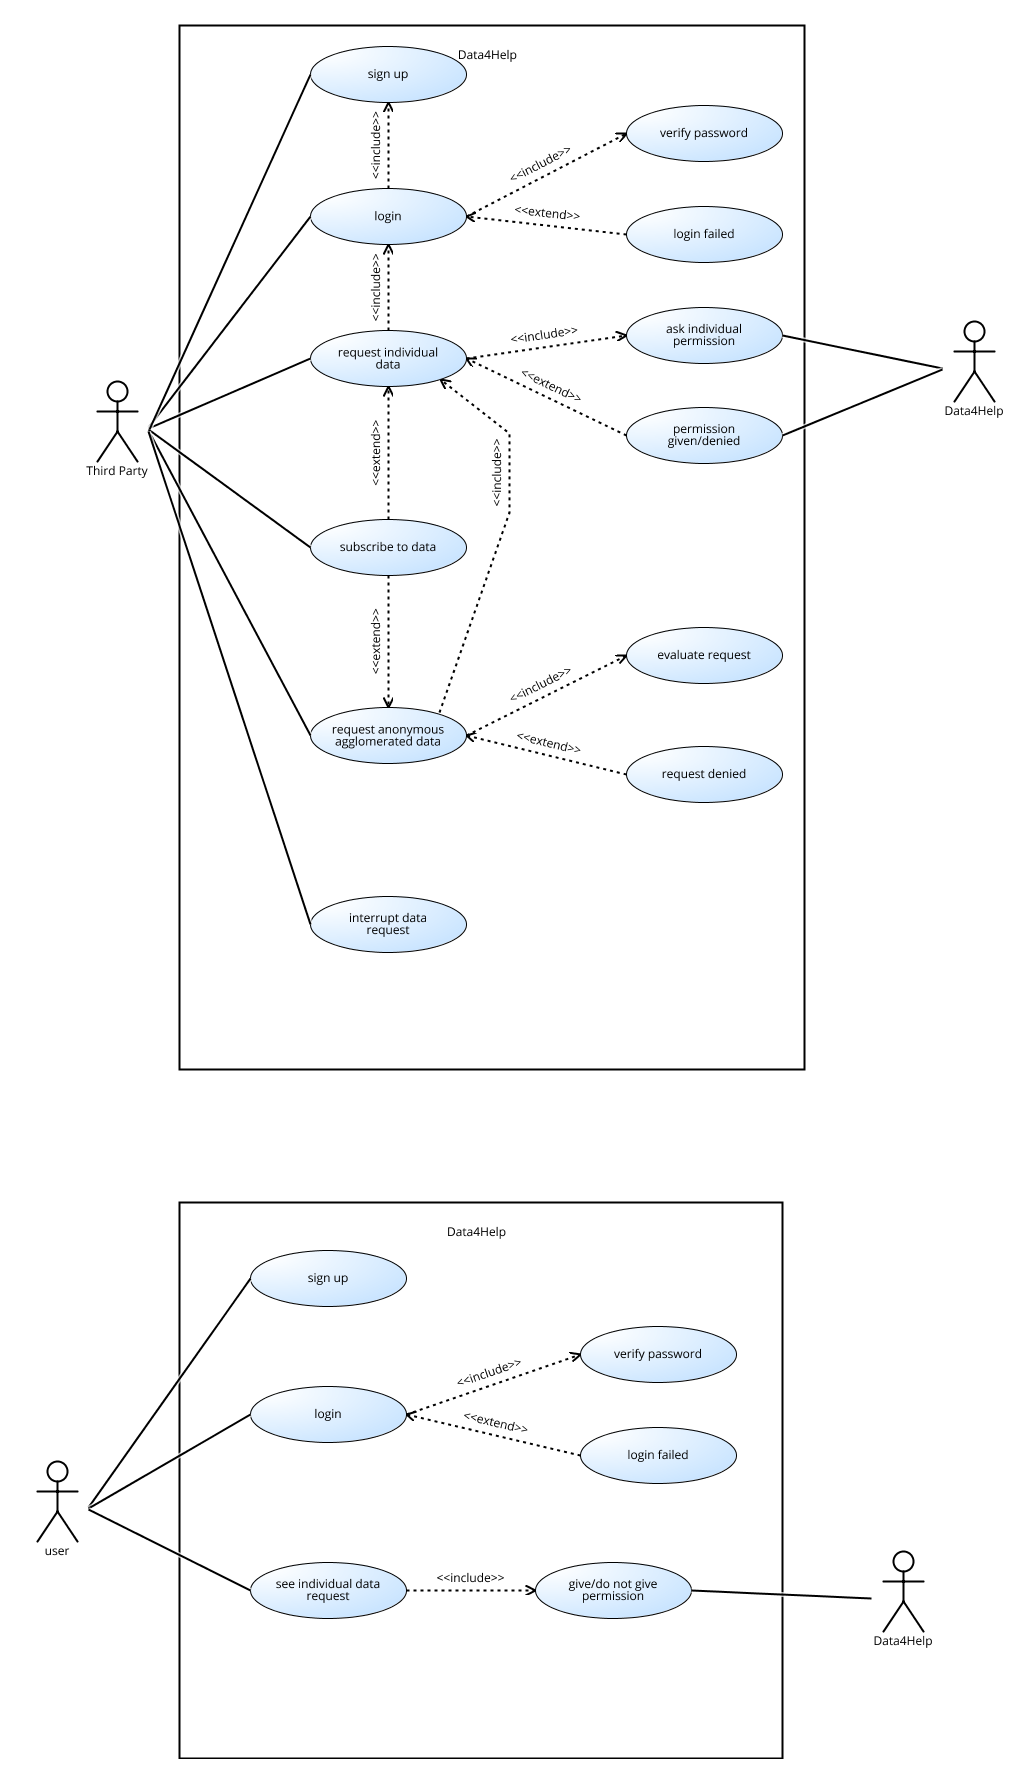 Data4Help
sign up
<<include>>
verify password
<<include>>
login
<<extend>>
login failed
<<include>>
request individual
data
<<include>>
ask individual
permission
<<extend>>
permission
given/denied
Data4Help
Third Party
<<extend>>
<<include>>
subscribe to data
<<extend>>
evaluate request
<<include>>
request anonymous
agglomerated data
<<extend>>
request denied
interrupt data
request
Data4Help
sign up
verify password
<<include>>
login
<<extend>>
login failed
user
see individual data
request
<<include>>
give/do not give
permission
Data4Help